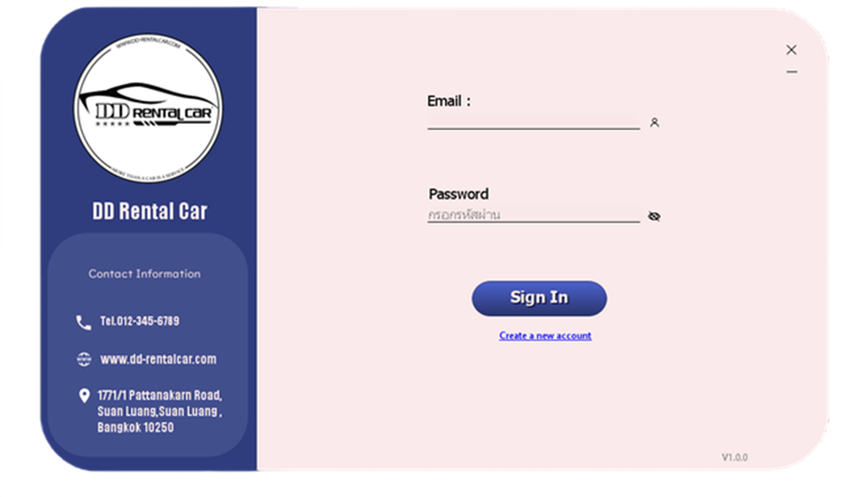 WWW.DD-RENTALCAR.COM
DD RENTAL CAR
MORE THAN A CAR IS A SERVICE
DD Rental Car
Contact Information
Tel.012-345-6789
www.dd-rentalcar.com
1771/1 Pattanakarn Road,
Suan Luang,Suan Luang ,
Bangkok 10250
Email :
Password
กรอกรหัสผ่าน
Sign In
Create a new account
V1.0.0